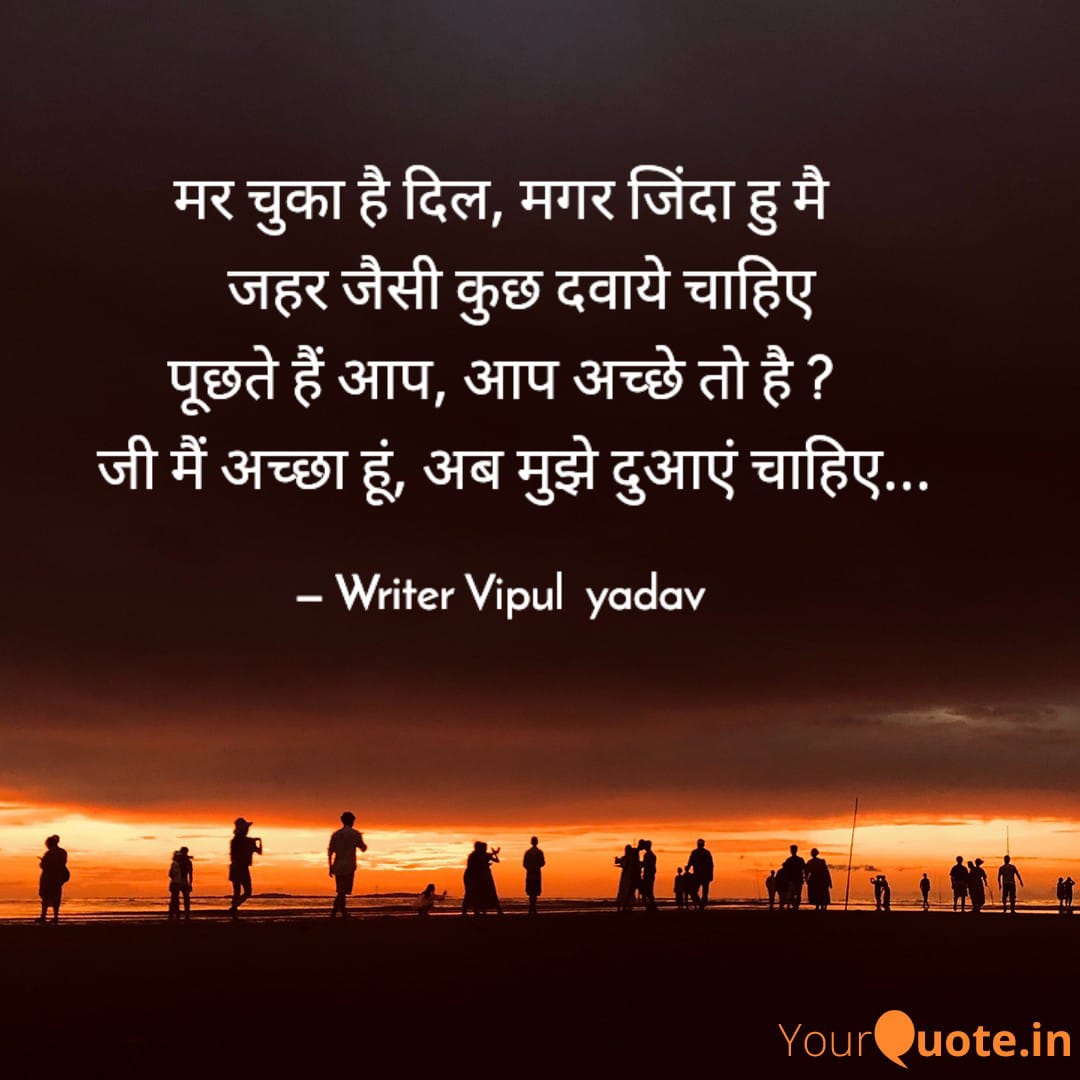 मर चुका है दिल, मगर जिंदा हु मै
जहर जैसी कुछ दवाये चाहिए
पूछते हैं आप, आप अच्छे तो है ?
जी मैं अच्छा हूं, अब मुझे दुआएं चाहिए...
– Writer Vipul yadav
YourQuote.in